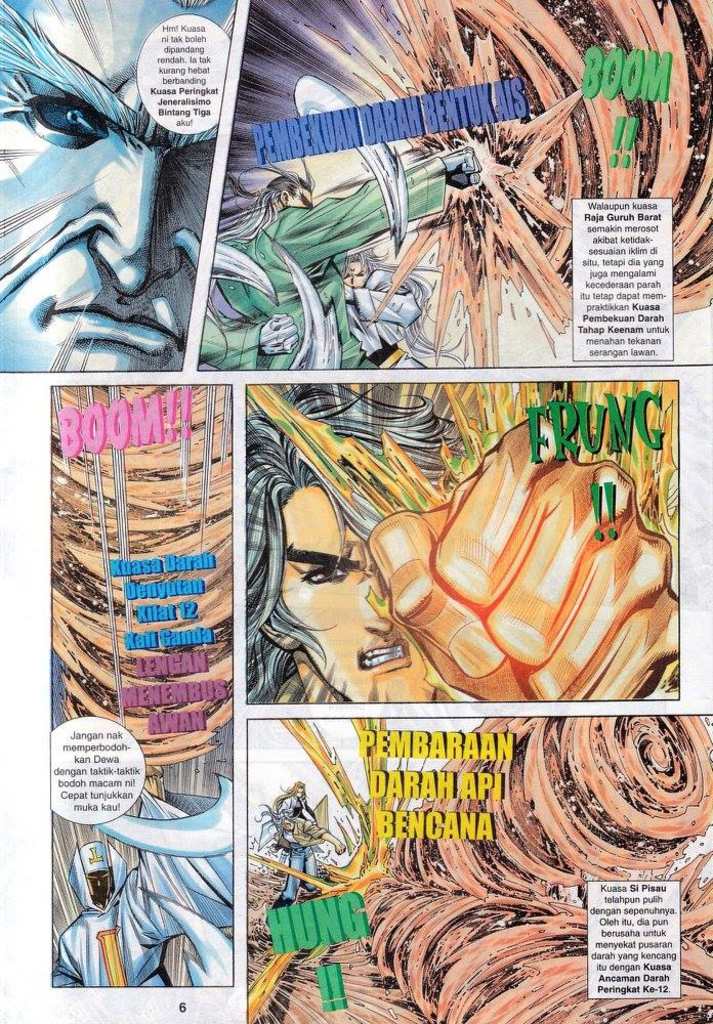 Hm! Kuasa
ni tak boleh
dipandang
rendah. Ia tak
kurang hebat
berbanding
Kuasa Peringkat
Jeneralisimo
Bintang Tiga
aku!
PEMBEKUAN DARAH BENTUK AIS
BOOM
!!
Walaupun kuasa
Raja Guruh Barat
semakin merosot
akibat ketidak-
sesuaian iklim di
situ, tetapi dia yang
juga mengalami
kecederaan parah
itu tetap dapat mem-
praktikkan Kuasa
Pembekuan Darah
Tahap Keenam untuk
menahan tekanan
serangan lawan.
BOOM!!
Kuasa Darah
Denyutan
Kilat 12
Kali Ganda
LENGAN
MENEMBUS
AWAN
Jangan nak
memperbodoh-
kan Dewa
dengan taktik-taktik
bodoh macam ni!
Cepat tunjukkan
muka kau!
FRUNG
!!
PEMBARAAN
DARAH API
BENCANA
HUNG
!!
Kuasa Si Pisau
telahpun pulih
dengan sepenuhnya.
Oleh itu, dia pun
berusaha untuk
menyekat pusaran
darah yang kencang
itu dengan Kuasa
Ancaman Darah
Peringkat Ke-12.
6